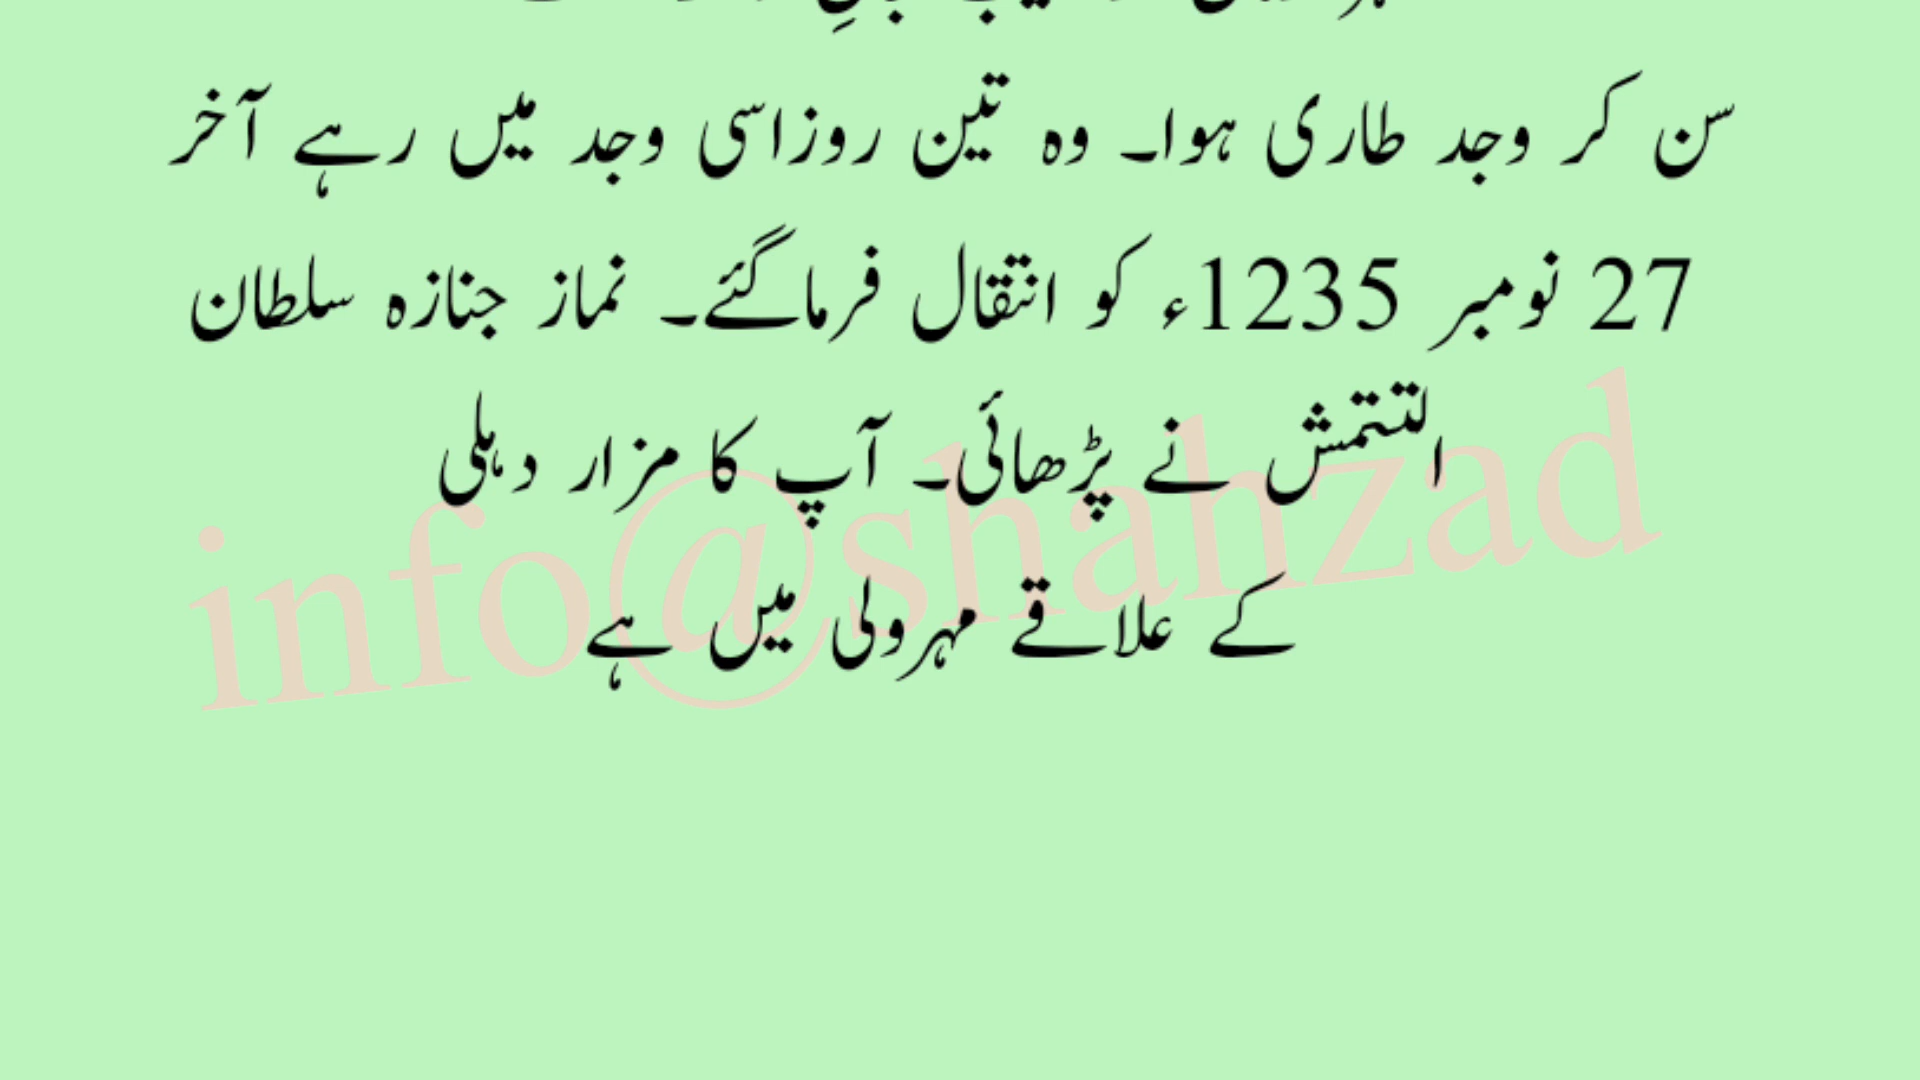 سن کر وجد طاری ہوا۔ وہ تین روزاسی وجد میں رہے آخر
27 نومبر 1235ء کو انتقال فرماگئے۔ نماز جنازہ سلطان
التتمش نے پڑھائی۔ آپ کا مزار دہلی
کے علاقے مہرولی میں ہے
info@shahzad